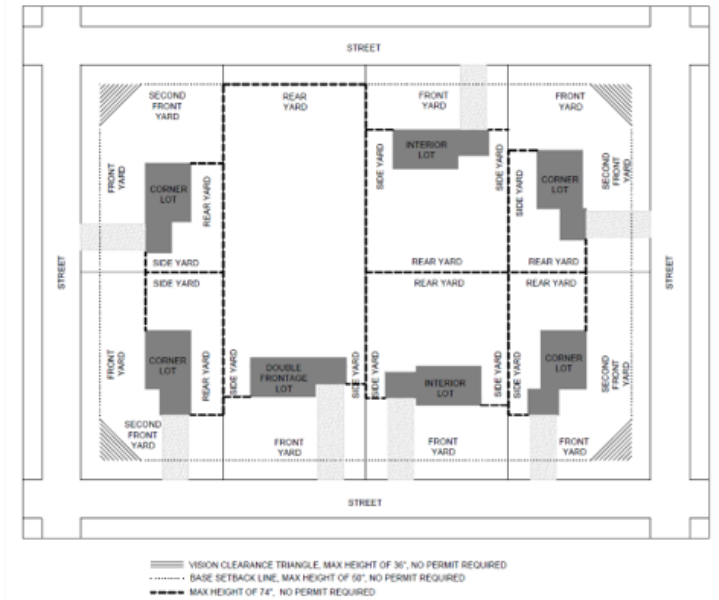 STREET
SECOND
FRONT
YARD
REAR
YARD
FRONT
YARD
FRONT
YARD
FRONT
YARD
CORNER
LOT
REAR YARD
SIDE YARD
INTERIOR
LOT
SIDE YARD
SIDE YARD
CORNER
LOT
SECOND
FRONT
YARD
STREET
SIDE YARD
SIDE YARD
REAR YARD
REAR YARD
REAR YARD
REAR YARD
STREET
FRONT
YARD
CORNER
LOT
REAR YARD
SIDE YARD
DOUBLE
FRONTAGE
LOT
SIDE YARD
SIDE YARD
INTERIOR
LOT
SIDE YARD
SIDE YARD
CORNER
LOT
SECOND
FRONT
YARD
SECOND
FRONT
YARD
FRONT
YARD
FRONT
YARD
FRONT
YARD
STREET
VISION CLEARANCE TRIANGLE, MAX HEIGHT OF 36", NO PERMIT REQUIRED
BASE SETBACK LINE, MAX HEIGHT OF 50", NO PERMIT REQUIRED
MAX HEIGHT OF 74", NO PERMIT REQUIRED